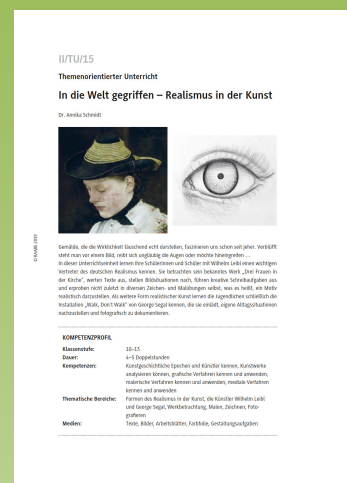 II/TU/15
Themenorientierter Unterricht
In die Welt gegriffen – Realismus in der Kunst
Dr. Annika Schmidt
© RAABE 2019
Gemälde, die die Wirklichkeit täuschend echt darstellen, faszinieren uns schon seit jeher. Verblüfft
steht man vor einem Bild, reibt sich ungläubig die Augen oder möchte hineingreifen ...
In dieser Unterrichtseinheit lernen Ihre Schülerinnen und Schüler mit Wilhelm Leibl einen wichtigen
Vertreter des deutschen Realismus kennen. Sie betrachten sein bekanntes Werk „Drei Frauen in
der Kirche“, werten Texte aus, stellen Bildsituationen nach, führen kreative Schreibaufgaben aus
und erproben nicht zuletzt in diversen Zeichen- und Malübungen selbst, was es heißt, ein Motiv
realistisch darzustellen. Als weitere Form realistischer Kunst lernen die Jugendlichen schließlich die
Installation „Walk, Don't Walk“ von George Segal kennen, die sie einlädt, eigene Alltagssituationen
nachzustellen und fotografisch zu dokumentieren.
KOMPETENZPROFIL
Klassenstufe: 10–13
Dauer: 4–5 Doppelstunden
Kompetenzen: Kunstgeschichtliche Epochen und Künstler kennen, Kunstwerke
analysieren können, grafische Verfahren kennen und anwenden,
malerische Verfahren kennen und anwenden, mediale Verfahren
kennen und anwenden
Thematische Bereiche: Formen des Realismus in der Kunst, die Künstler Wilhelm Leibl
und George Segal, Werkbetrachtung, Malen, Zeichnen, Foto-
grafieren
Medien: Texte, Bilder, Arbeitsblätter, Farbfolie, Gestaltungsaufgaben